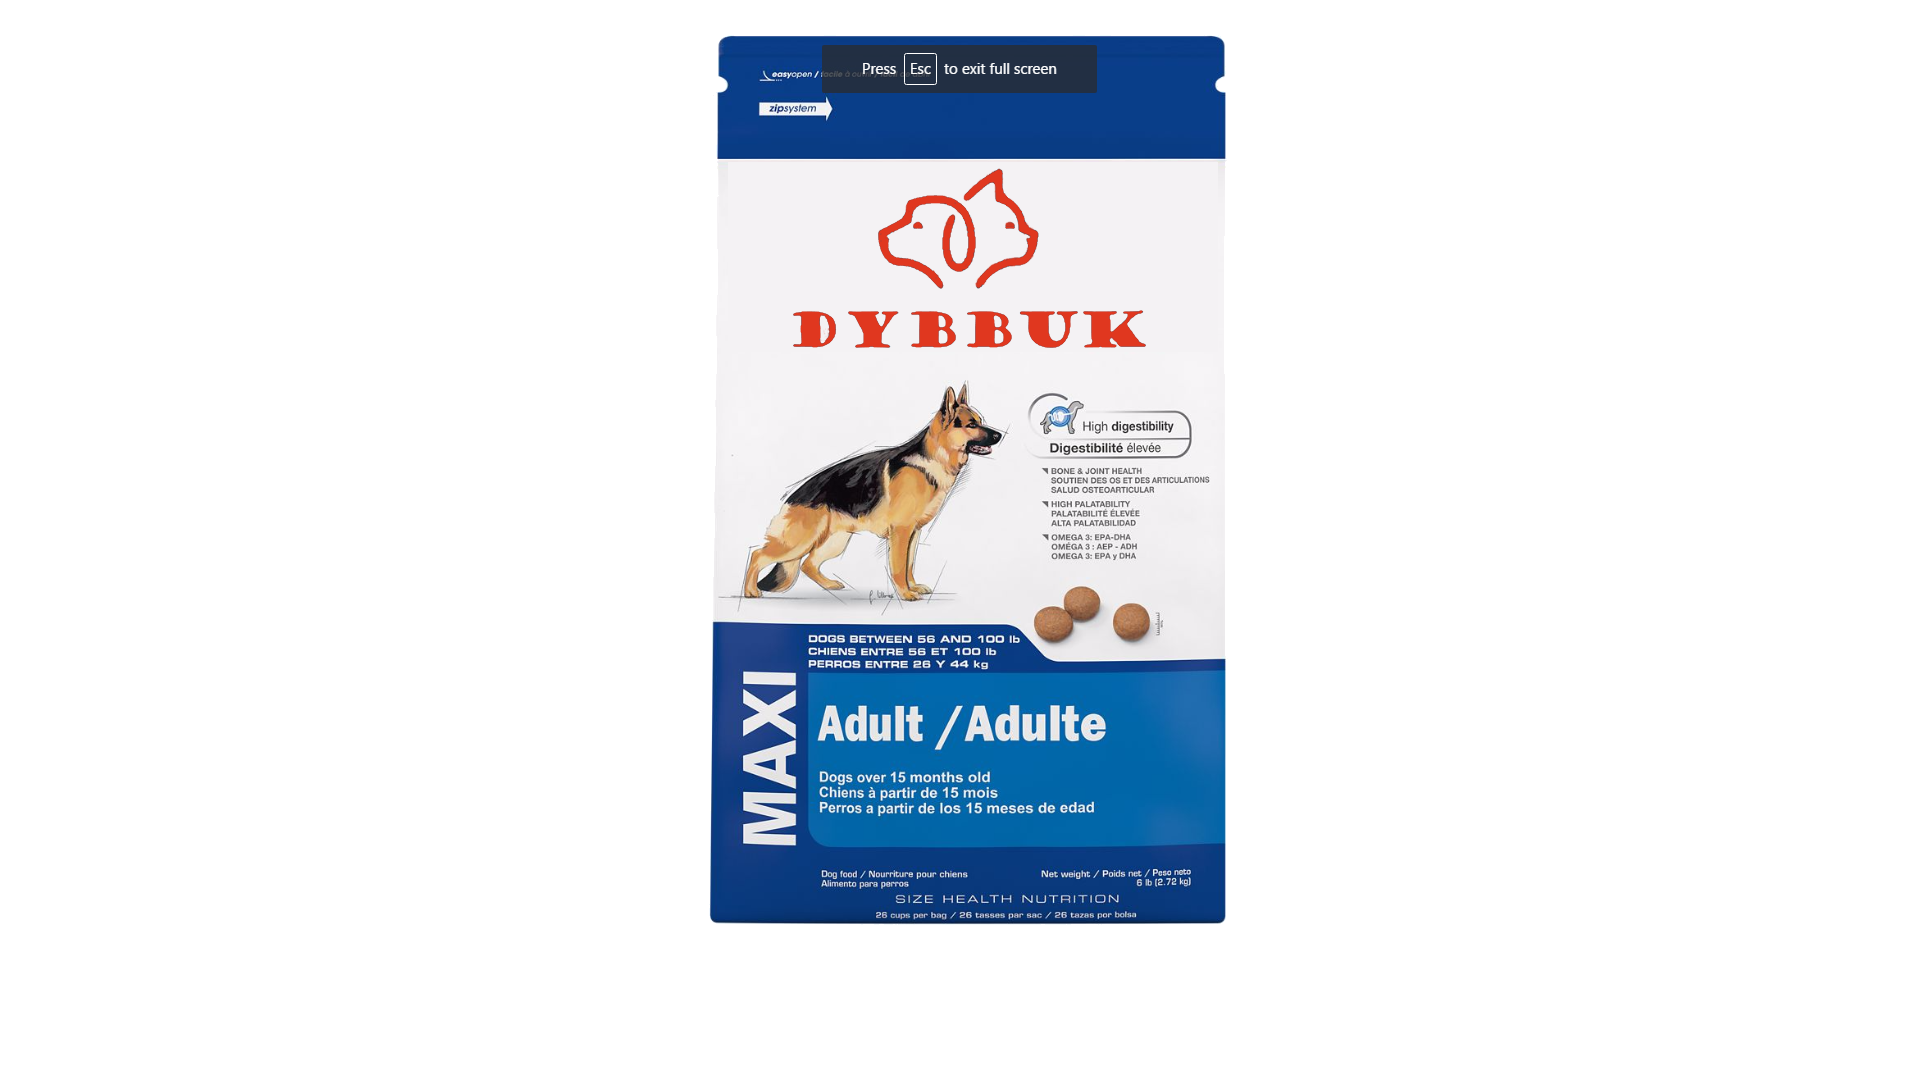 easyopen /
Press Esc to exit full screen
zipsystem
DYBBUK
High digestibility
Digestibilité élevée
BONE & JOINT HEALTH
SOUTIEN DES OS ET DES ARTICULATIONS
SALUD OSTEOARTICULAR
HIGH PALATABILITY
PALATABILITÉ ÉLEVÉE
ALTA PALATABILIDAD
OMEGA 3: EPA-DHA
OMÉGA 3 : AEP - ADH
OMEGA 3: EPA y DHA
DOGS BETWEEN 56 AND 100 lb
CHIENS ENTRE 56 ET 100 lb
PERROS ENTRE 26 Y 44 kg
MAXI
Adult / Adulte
Dogs over 15 months old
Chiens à partir de 15 mois
Perros a partir de los 15 meses de edad
Dog food / Nourriture pour chiens
Alimento para perros
Net weight / Poids net / Peso neto
6 lb (2.72 kg)
SIZE HEALTH NUTRITION
26 cups per bag / 26 tasses par sac / 26 tazas por bolsa